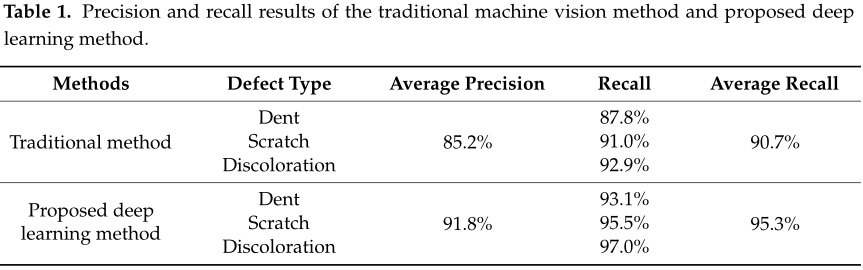 Table 1. Precision and recall results of the traditional machine vision method and proposed deep
learning method.
Methods Defect Type Average Precision Recall Average Recall
Dent 87.8%
Traditional method Scratch 85.2% 91.0% 90.7%
Discoloration 92.9%
Dent 93.1%
Proposed deep
learning method Scratch 91.8% 95.5% 95.3%
Discoloration 97.0%